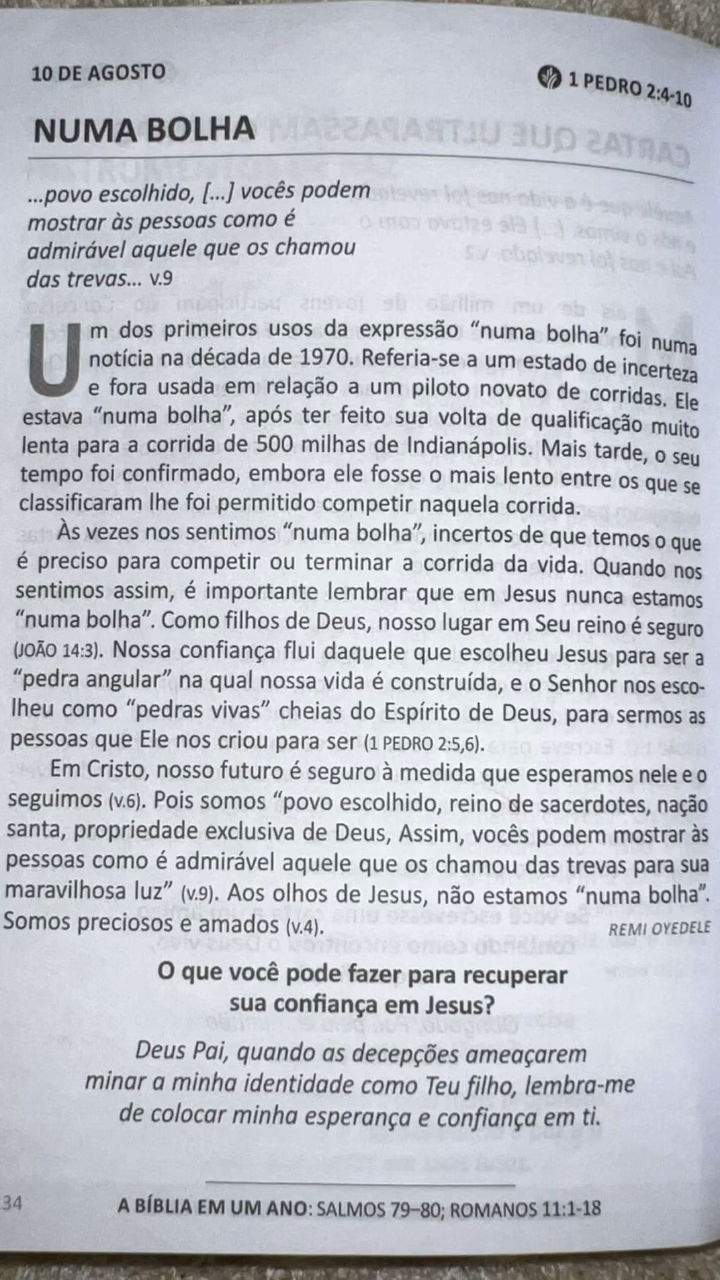 10 DE AGOSTO
1 PEDRO 2:4-10
NUMA BOLHA
...povo escolhido, [...] vocês podem
mostrar às pessoas como é
admirável aquele que os chamou
das trevas... v.9
Um dos primeiros usos da expressão “numa bolha” foi numa
notícia na década de 1970. Referia-se a um estado de incerteza
e fora usada em relação a um piloto novato de corridas. Ele
estava “numa bolha”, após ter feito sua volta de qualificação muito
lenta para a corrida de 500 milhas de Indianápolis. Mais tarde, o seu
tempo foi confirmado, embora ele fosse o mais lento entre os que se
classificaram lhe foi permitido competir naquela corrida.
Às vezes nos sentimos “numa bolha”, incertos de que temos o que
é preciso para competir ou terminar a corrida da vida. Quando nos
sentimos assim, é importante lembrar que em Jesus nunca estamos
“numa bolha”. Como filhos de Deus, nosso lugar em Seu reino é seguro
(JOÃO 14:3). Nossa confiança flui daquele que escolheu Jesus para ser a
“pedra angular” na qual nossa vida é construída, e o Senhor nos esco-
lheu como “pedras vivas” cheias do Espírito de Deus, para sermos as
pessoas que Ele nos criou para ser (1 PEDRO 2:5,6).
Em Cristo, nosso futuro é seguro à medida que esperamos nele e o
seguimos (v.6). Pois somos “povo escolhido, reino de sacerdotes, nação
santa, propriedade exclusiva de Deus, Assim, vocês podem mostrar às
pessoas como é admirável aquele que os chamou das trevas para sua
maravilhosa luz” (v.9). Aos olhos de Jesus, não estamos “numa bolha”.
Somos preciosos e amados (v.4).
REMI OYEDELE
O que você pode fazer para recuperar
sua confiança em Jesus?
Deus Pai, quando as decepções ameaçarem
minar a minha identidade como Teu filho, lembra-me
de colocar minha esperança e confiança em ti.
34
A BÍBLIA EM UM ANO: SALMOS 79–80; ROMANOS 11:1-18